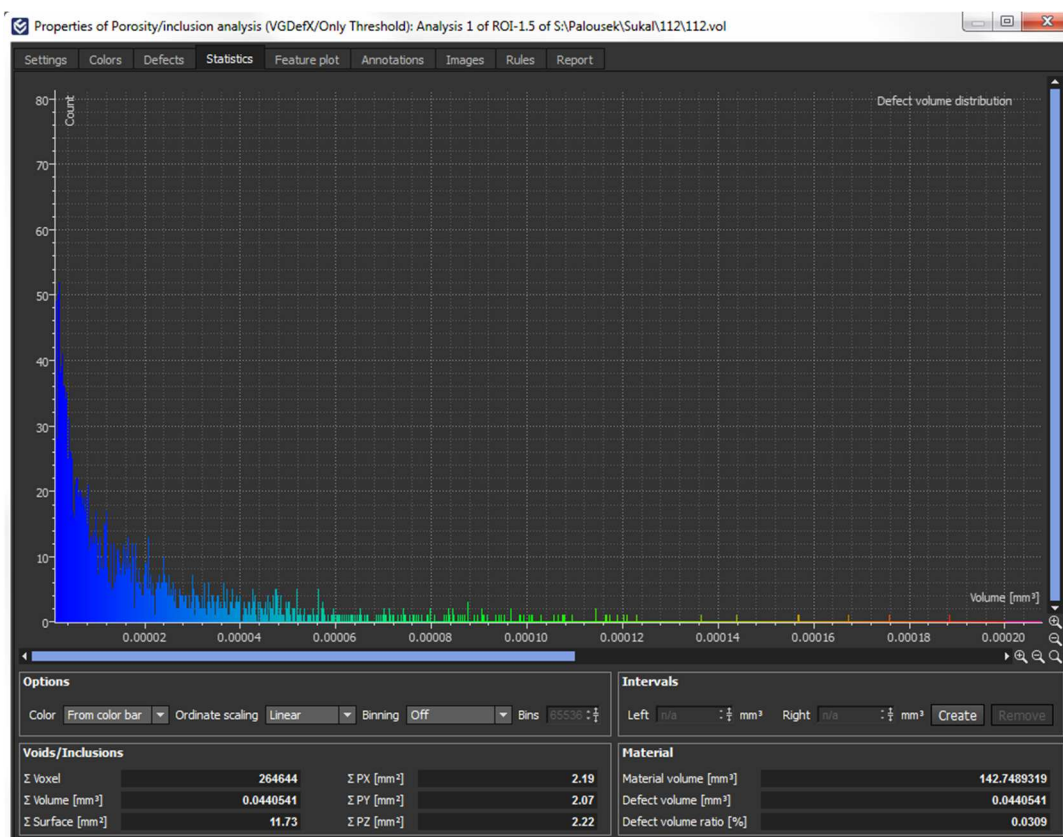 Properties of Porosity/inclusion analysis (VGDefX/Only Threshold): Analysis 1 of ROI-1.5 of S:\Palousek\Sukal\112\112.vol
Settings Colors Defects Statistics Feature plot Annotations Images Rules Report
Defect volume distribution
Count
80
70
60
50
40
30
20
10
0
Volume [mm³]
0.00002 0.00004 0.00006 0.00008 0.00010 0.00012 0.00014 0.00016 0.00018 0.00020
Options
Color From color bar Ordinate scaling Linear Binning Off Bins 65536
Intervals
Left n/a mm³ Right n/a mm³ Create Remove
Voids/Inclusions
Σ Voxel 264644 Σ PX [mm²] 2.19
Σ Volume [mm³] 0.0440541 Σ PY [mm²] 2.07
Σ Surface [mm²] 11.73 Σ PZ [mm²] 2.22
Material
Material volume [mm³] 142.7489319
Defect volume [mm³] 0.0440541
Defect volume ratio [%] 0.0309